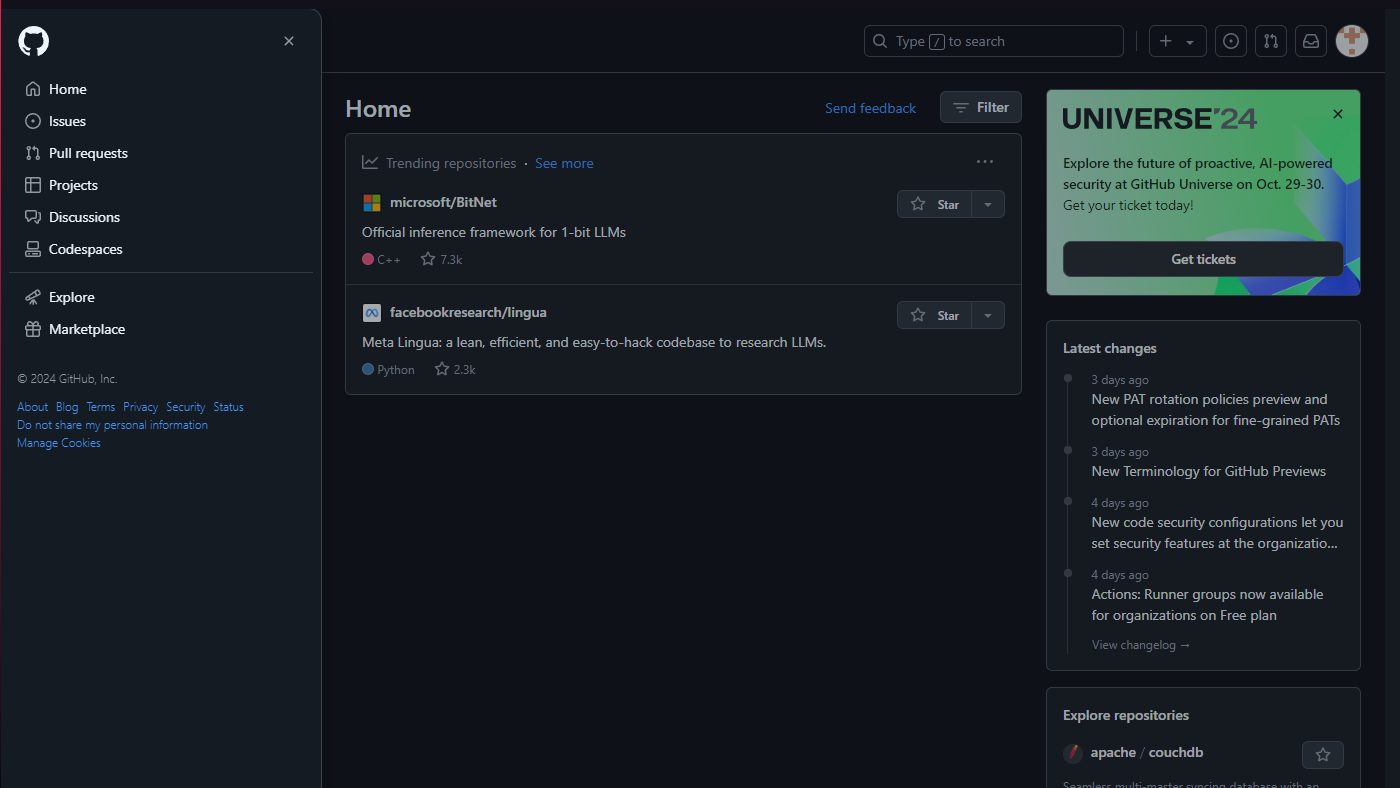 Type / to search
Home
Issues
Pull requests
Projects
Discussions
Codespaces
Explore
Marketplace
© 2024 GitHub, Inc.
About Blog Terms Privacy Security Status
Do not share my personal information
Manage Cookies
Home
Send feedback
Filter
Trending repositories · See more
microsoft/BitNet
Star
Official inference framework for 1-bit LLMs
C++ 7.3k
facebookresearch/lingua
Star
Meta Lingua: a lean, efficient, and easy-to-hack codebase to research LLMs.
Python 2.3k
UNIVERSE'24
Explore the future of proactive, AI-powered
security at GitHub Universe on Oct. 29-30.
Get your ticket today!
Get tickets
Latest changes
3 days ago
New PAT rotation policies preview and
optional expiration for fine-grained PATs
3 days ago
New Terminology for GitHub Previews
4 days ago
New code security configurations let you
set security features at the organizatio...
4 days ago
Actions: Runner groups now available
for organizations on Free plan
View changelog →
Explore repositories
apache / couchdb
Seamless multi-master syncing database with an